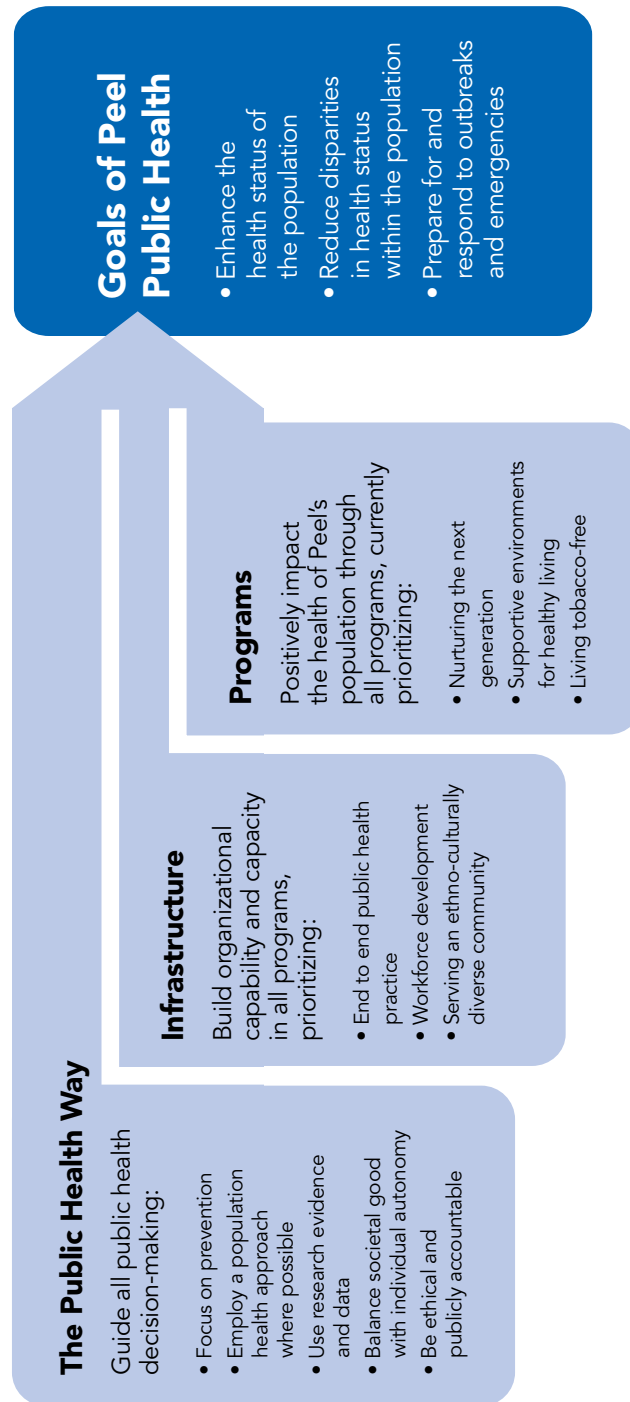 The Public Health Way
Guide all public health
decision-making:
• Focus on prevention
• Employ a population
health approach
where possible
• Use research evidence
and data
• Balance societal good
with individual autonomy
• Be ethical and
publicly accountable
Infrastructure
Build organizational
capability and capacity
in all programs,
prioritizing:
• End to end public health
practice
• Workforce development
• Serving an ethno-culturally
diverse community
Programs
Positively impact
the health of Peel’s
population through
all programs, currently
prioritizing:
• Nurturing the next
generation
• Supportive environments
for healthy living
• Living tobacco-free
Goals of Peel
Public Health
• Enhance the
health status of
the population
• Reduce disparities
in health status
within the population
• Prepare for and
respond to outbreaks
and emergencies